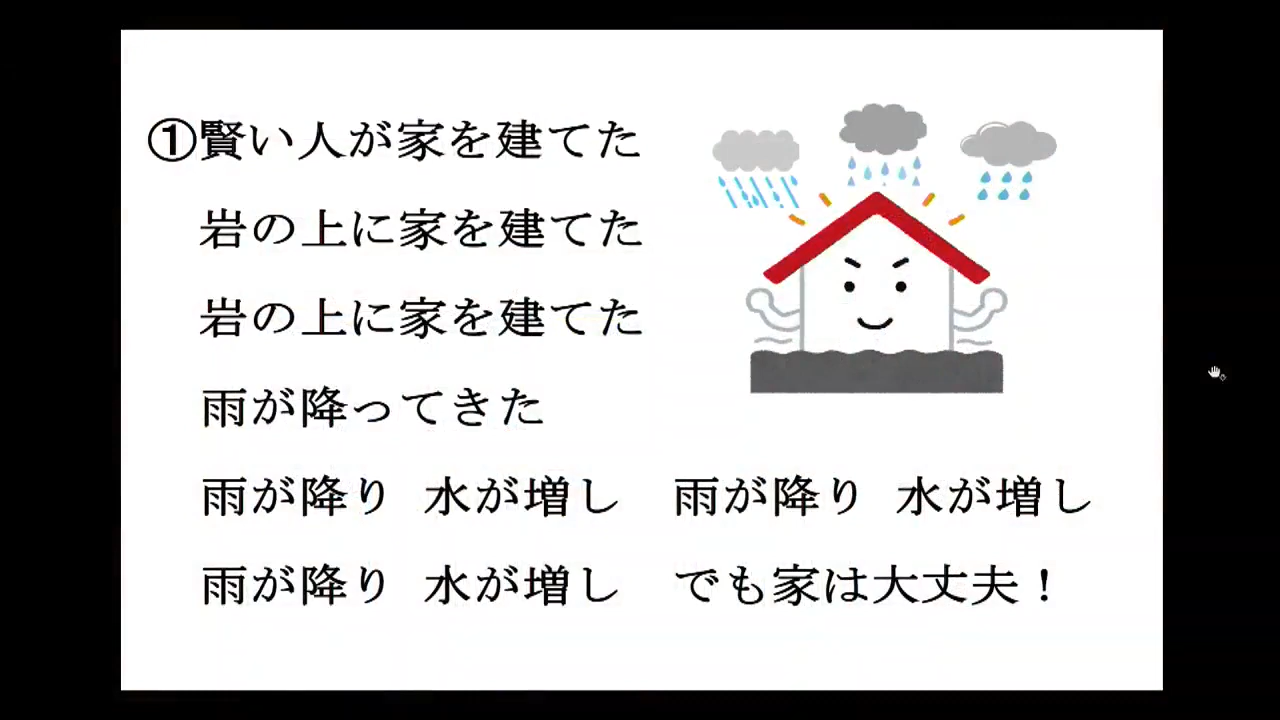 ①賢い人が家を建てた
岩の上に家を建てた
岩の上に家を建てた
雨が降ってきた
雨が降り 水が増し 雨が降り 水が増し
雨が降り 水が増し でも家は大丈夫！